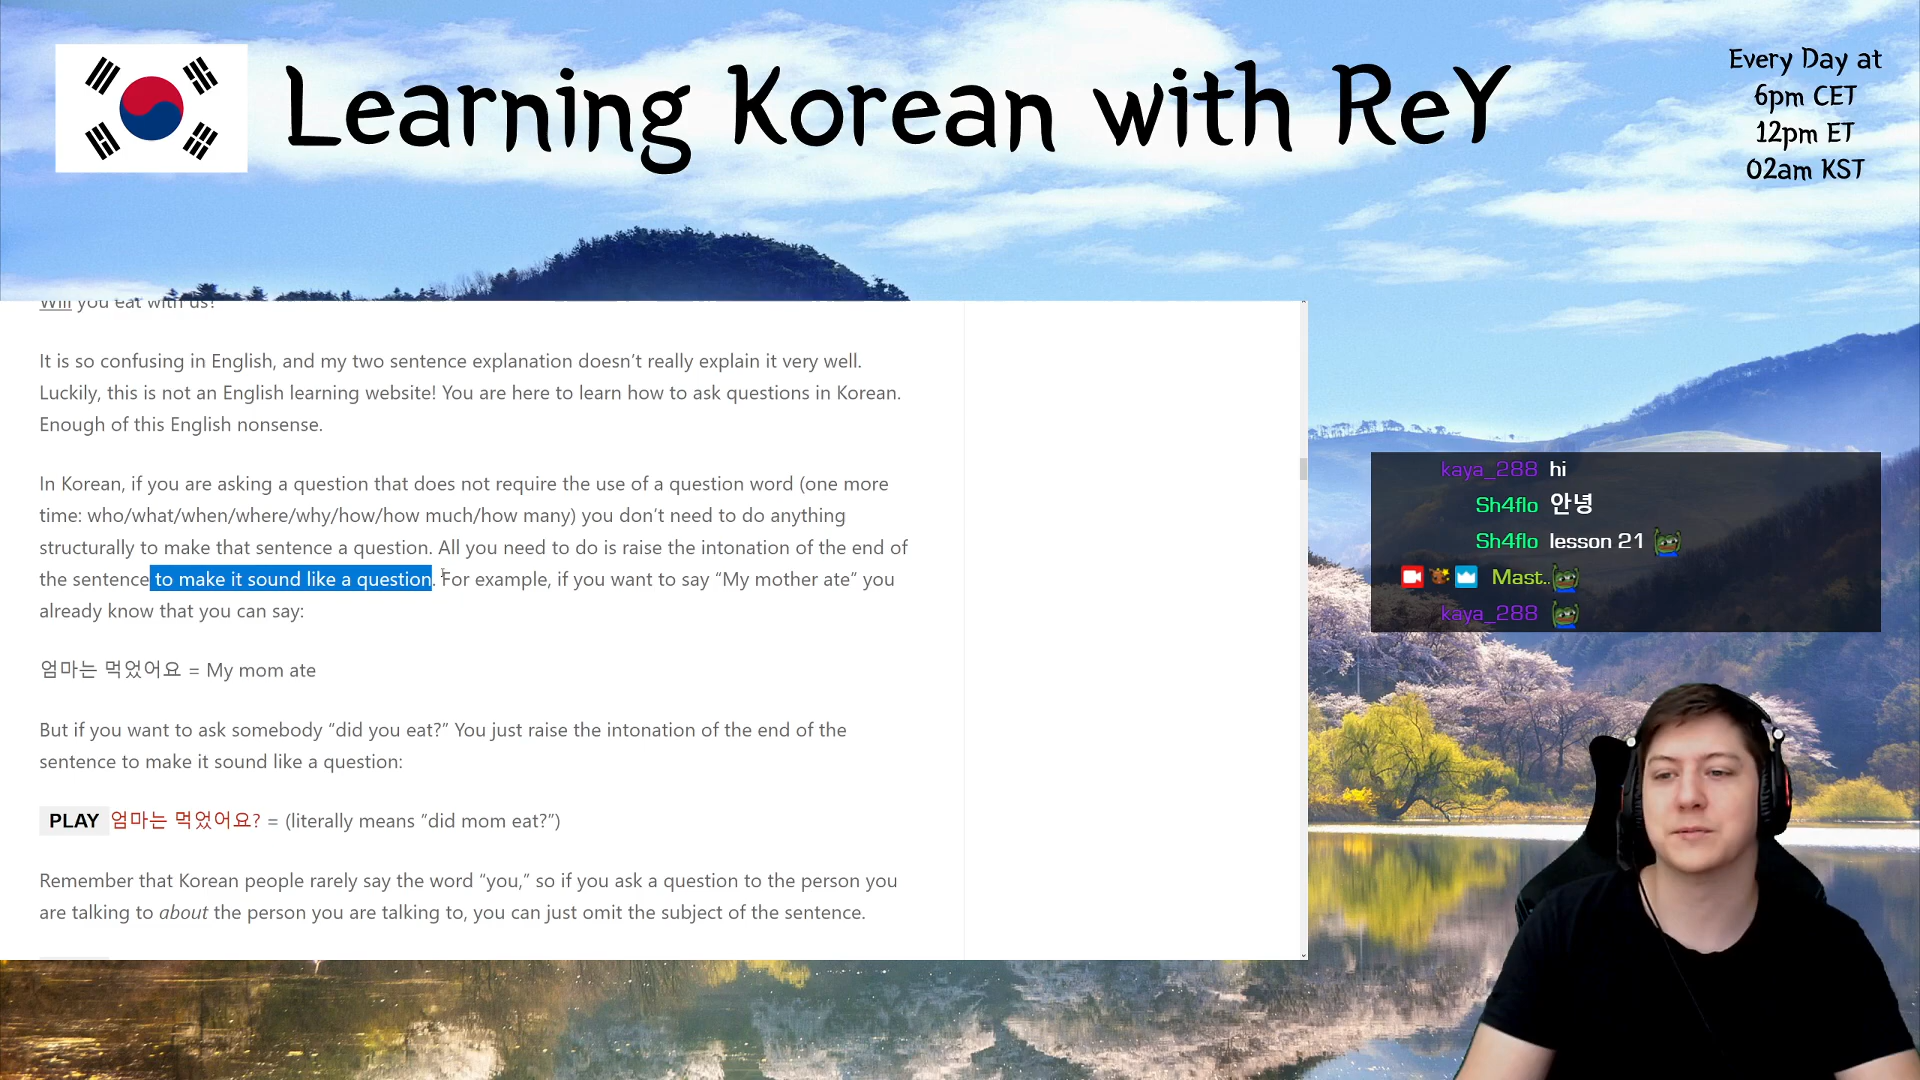 Learning Korean with ReY
Every Day at
6pm CET
12pm ET
02am KST
Will you eat with us?
It is so confusing in English, and my two sentence explanation doesn’t really explain it very well.
Luckily, this is not an English learning website! You are here to learn how to ask questions in Korean.
Enough of this English nonsense.
In Korean, if you are asking a question that does not require the use of a question word (one more
time: who/what/when/where/why/how/how much/how many) you don’t need to do anything
structurally to make that sentence a question. All you need to do is raise the intonation of the end of
the sentence to make it sound like a question. For example, if you want to say “My mother ate” you
already know that you can say:
엄마는 먹었어요 = My mom ate
But if you want to ask somebody “did you eat?” You just raise the intonation of the end of the
sentence to make it sound like a question:
PLAY 엄마는 먹었어요? = (literally means “did mom eat?”)
Remember that Korean people rarely say the word “you,” so if you ask a question to the person you
are talking to about the person you are talking to, you can just omit the subject of the sentence.
kaya_288 hi
Sh4flo 안녕
Sh4flo lesson 21
Mast..
kaya_288